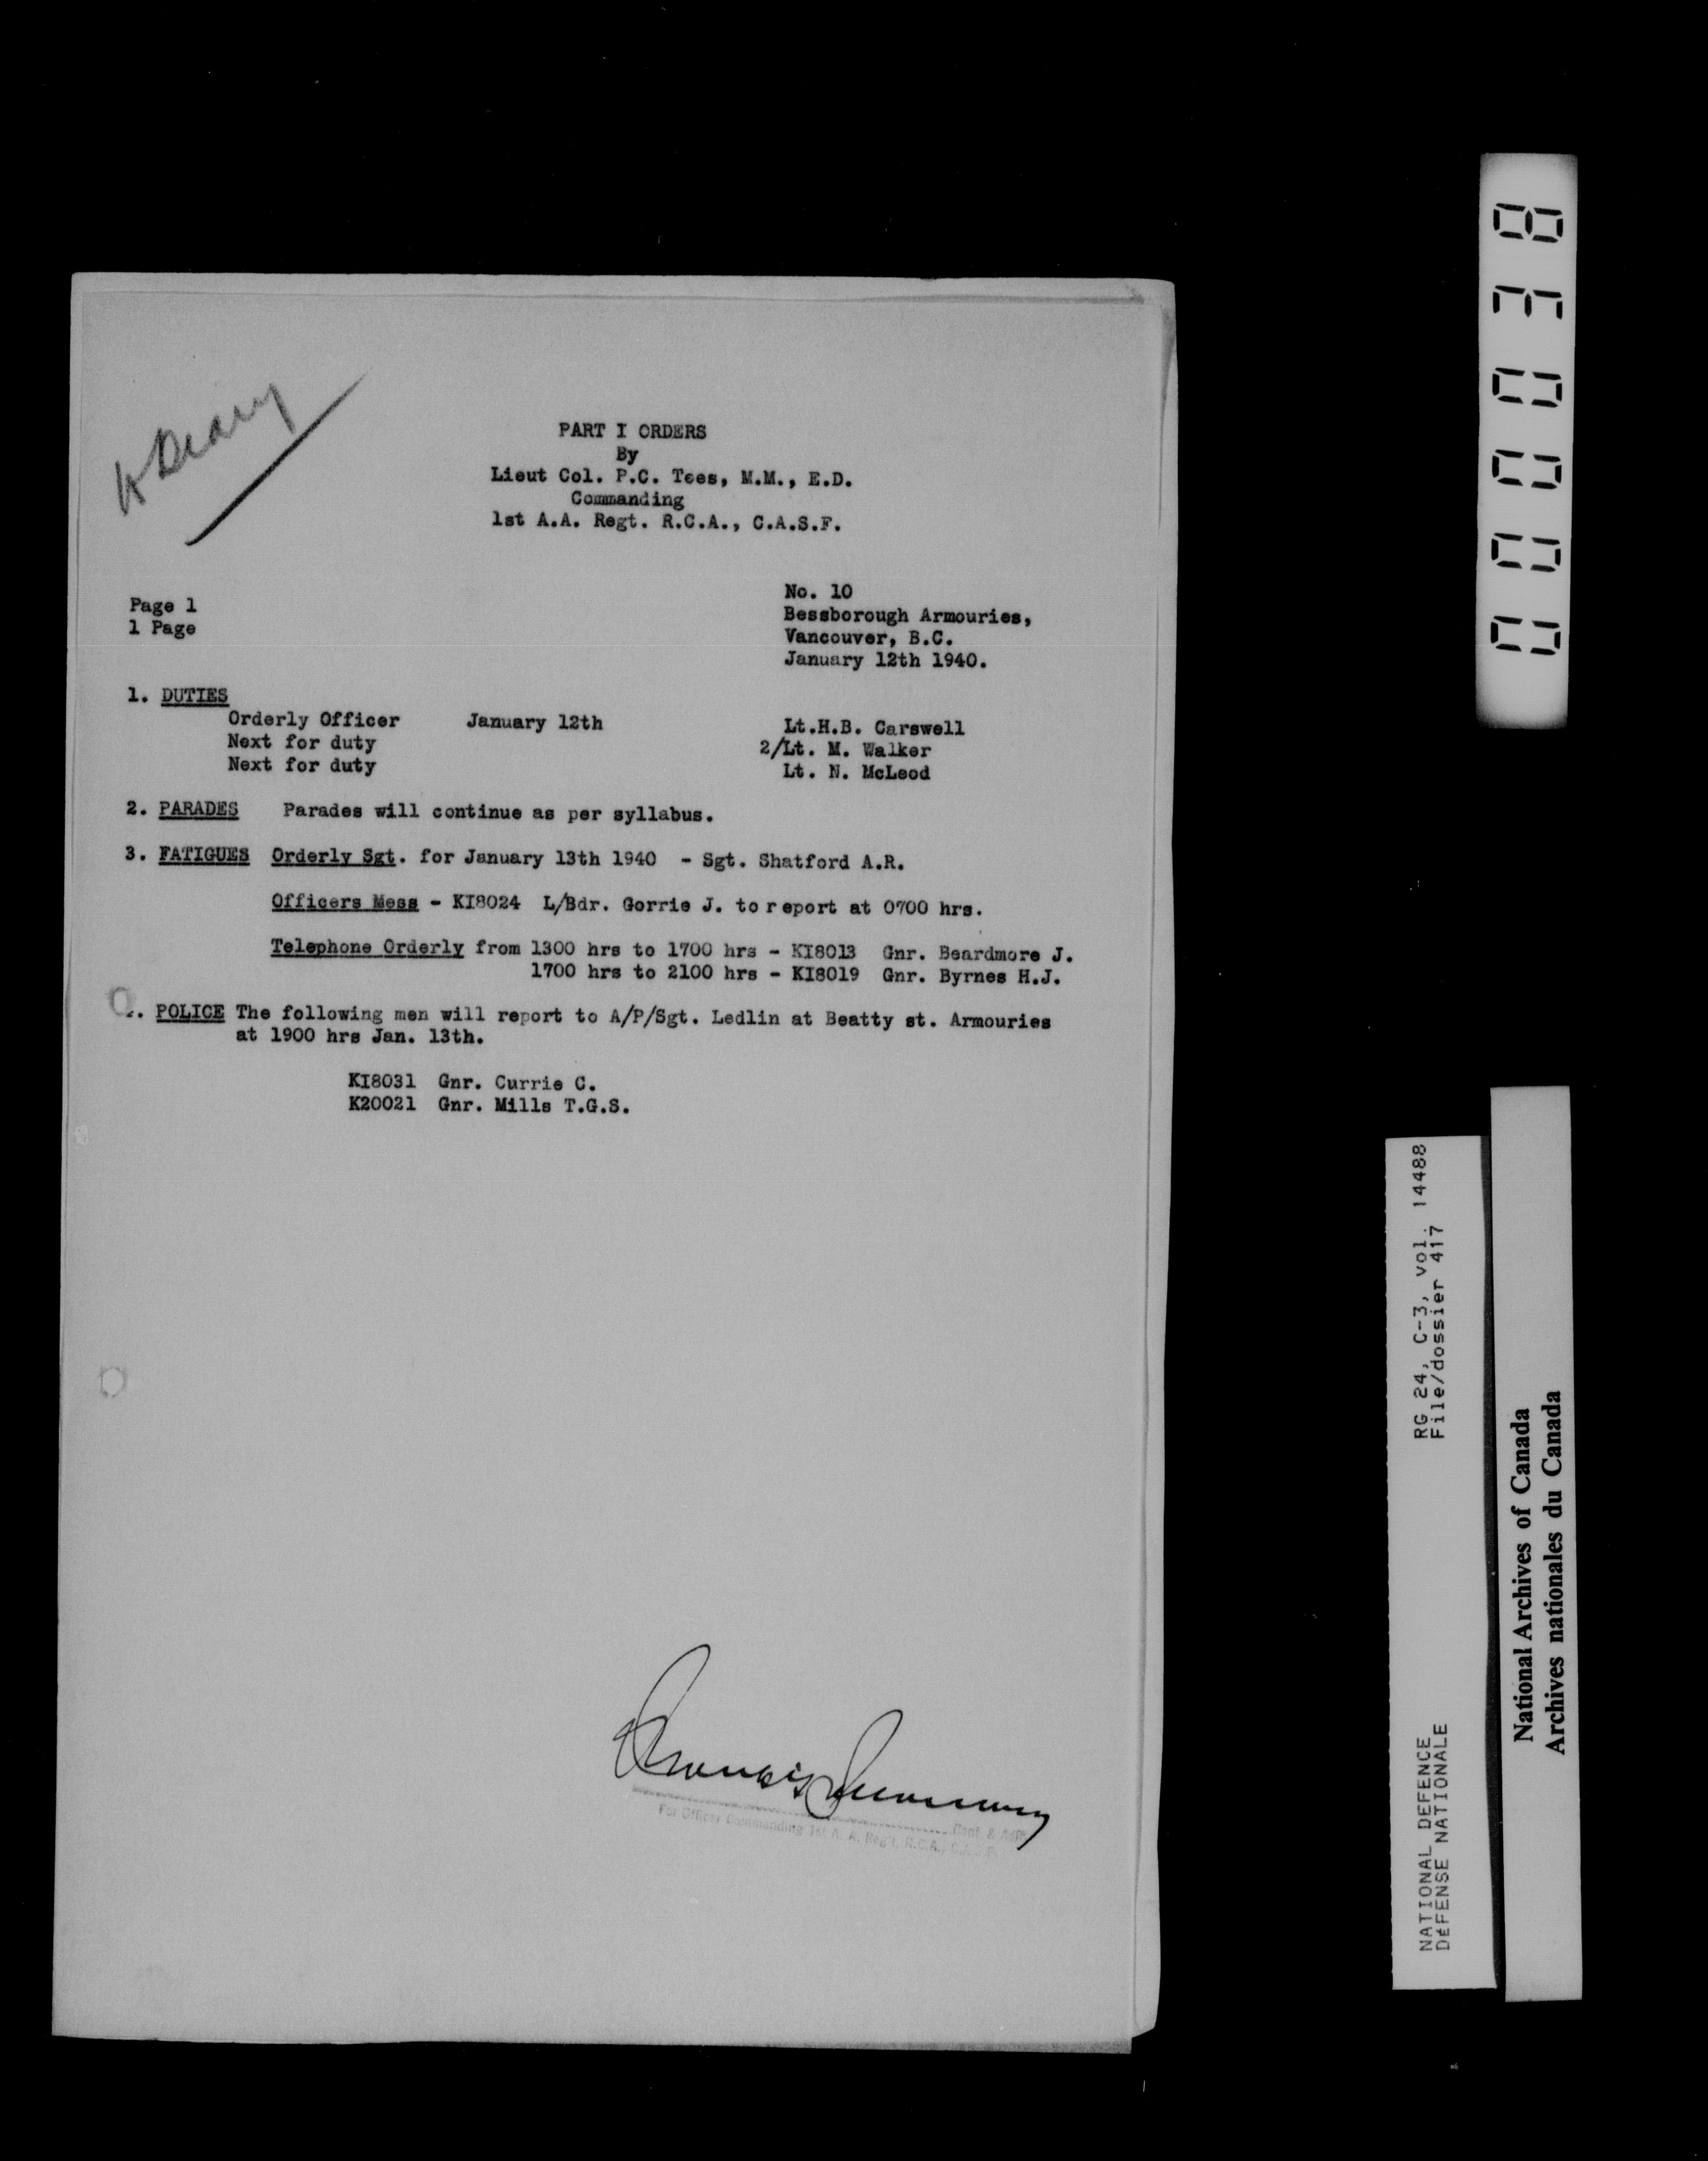 W Diary
PART I ORDERS
By
Lieut Col. P.C. Tees, M.M., E.D.
Commanding
1st A.A. Regt. R.C.A., C.A.S.F.
No. 10
Page 1
Bessborough Armouries,
1 Page
Vancouver, B.C.
January 12th 1940.
1. DUTIES
Orderly Officer January 12th Lt.H.B. Carswell
Next for duty 2/Lt. M. Walker
Next for duty Lt. N. McLeod
2. PARADES Parades will continue as per syllabus.
3. FATIGUES Orderly Sgt. for January 13th 1940 - Sgt. Shatford A.R.
Officers Mess - KI8024 L/Bdr. Gorrie J. to report at 0700 hrs.
Telephone Orderly from 1300 hrs to 1700 hrs - KI8013 Gnr. Beardmore J.
1700 hrs to 2100 hrs - KI8019 Gnr. Byrnes H.J.
. POLICE The following men will report to A/P/Sgt. Ledlin at Beatty st. Armouries
at 1900 hrs Jan. 13th.
KI8031 Gnr. Currie C.
K20021 Gnr. Mills T.G.S.
Capt. & Adjt.
For Officer Commanding 1st A. A. Reg't, R.C.A., C.A.S.F.
000038
RG 24, C-3, vol. 14488
File/dossier 417
NATIONAL DEFENCE
DÉFENSE NATIONALE
National Archives of Canada
Archives nationales du Canada